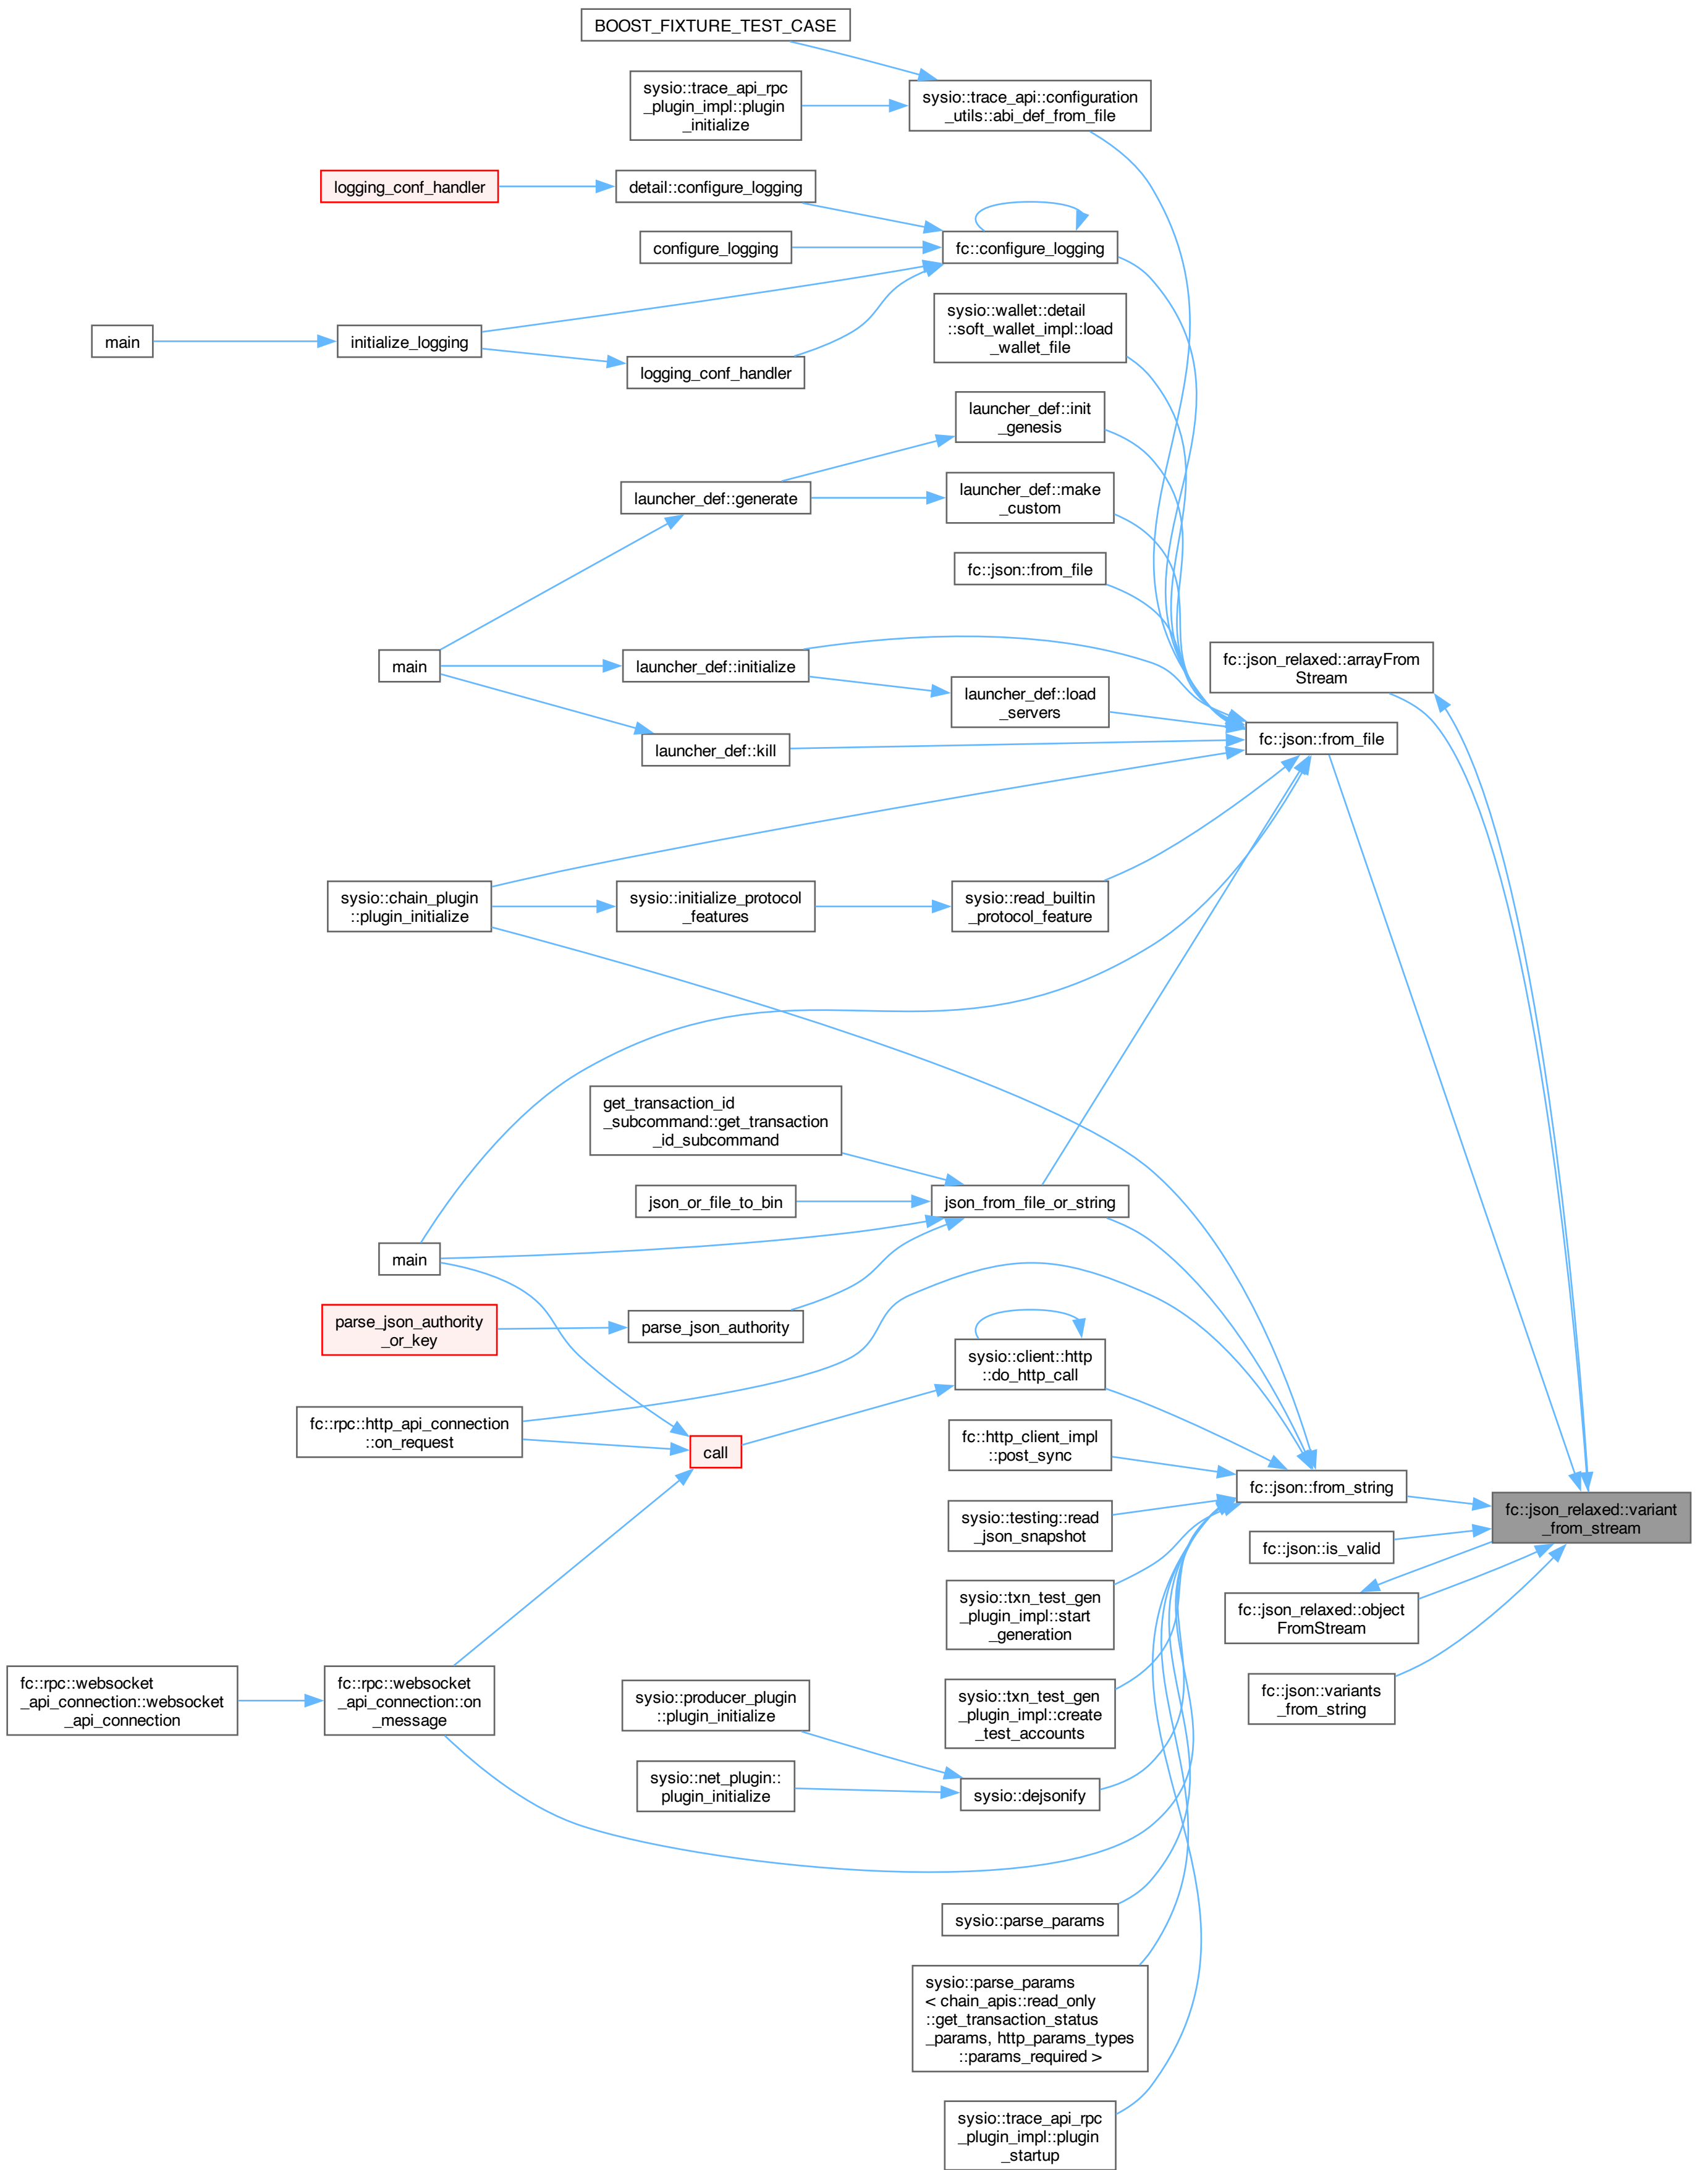 BOOST_FIXTURE_TEST_CASE
sysio::trace_api_rpc
_plugin_impl::plugin
_initialize
sysio::trace_api::configuration
_utils::abi_def_from_file
logging_conf_handler
detail::configure_logging
configure_logging
fc::configure_logging
sysio::wallet::detail
::soft_wallet_impl::load
_wallet_file
main
initialize_logging
logging_conf_handler
launcher_def::init
_genesis
launcher_def::generate
launcher_def::make
_custom
fc::json::from_file
main
launcher_def::initialize
launcher_def::load
_servers
launcher_def::kill
fc::json_relaxed::arrayFrom
Stream
fc::json::from_file
sysio::chain_plugin
::plugin_initialize
sysio::initialize_protocol
_features
sysio::read_builtin
_protocol_feature
get_transaction_id
_subcommand::get_transaction
_id_subcommand
json_or_file_to_bin
json_from_file_or_string
main
parse_json_authority
_or_key
parse_json_authority
sysio::client::http
::do_http_call
fc::rpc::http_api_connection
::on_request
call
fc::http_client_impl
::post_sync
fc::json::from_string
sysio::testing::read
_json_snapshot
fc::json_relaxed::variant
_from_stream
fc::json::is_valid
sysio::txn_test_gen
_plugin_impl::start
_generation
fc::json_relaxed::object
FromStream
fc::rpc::websocket
_api_connection::websocket
_api_connection
fc::rpc::websocket
_api_connection::on
_message
sysio::producer_plugin
::plugin_initialize
sysio::txn_test_gen
_plugin_impl::create
_test_accounts
fc::json::variants
_from_string
sysio::net_plugin::
plugin_initialize
sysio::dejsonify
sysio::parse_params
sysio::parse_params
< chain_apis::read_only
::get_transaction_status
_params, http_params_types
::params_required >
sysio::trace_api_rpc
_plugin_impl::plugin
_startup